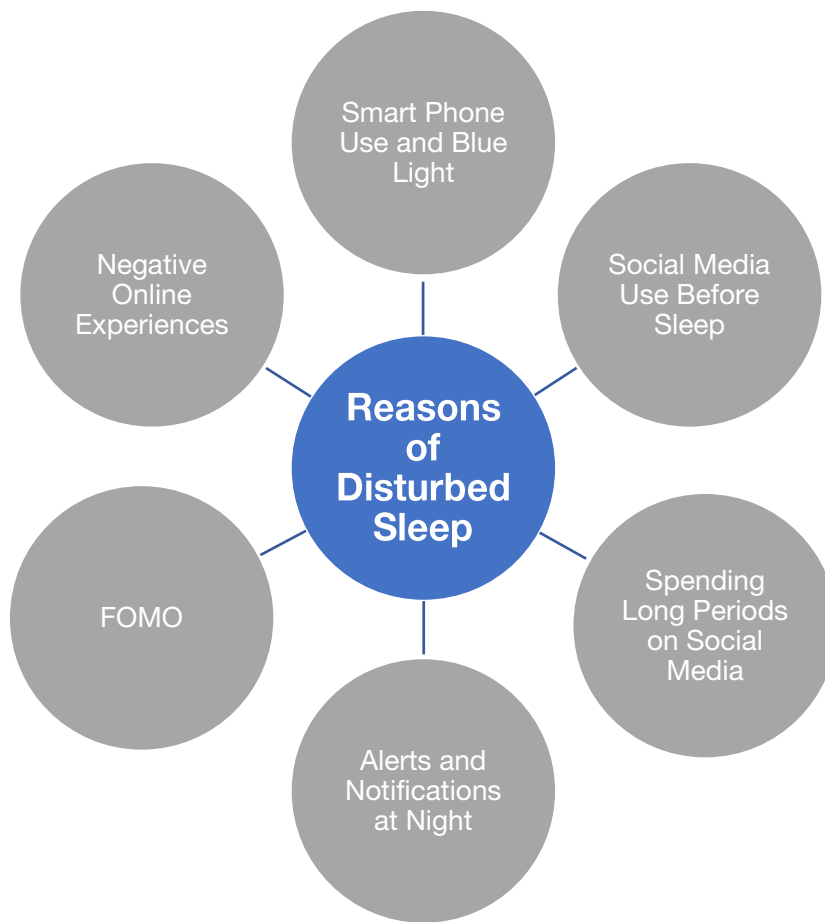 Smart Phone
Use and Blue
Light
Negative
Online
Experiences
Social Media
Use Before
Sleep
Reasons
of
Disturbed
Sleep
FOMO
Spending
Long Periods
on Social
Media
Alerts and
Notifications
at Night